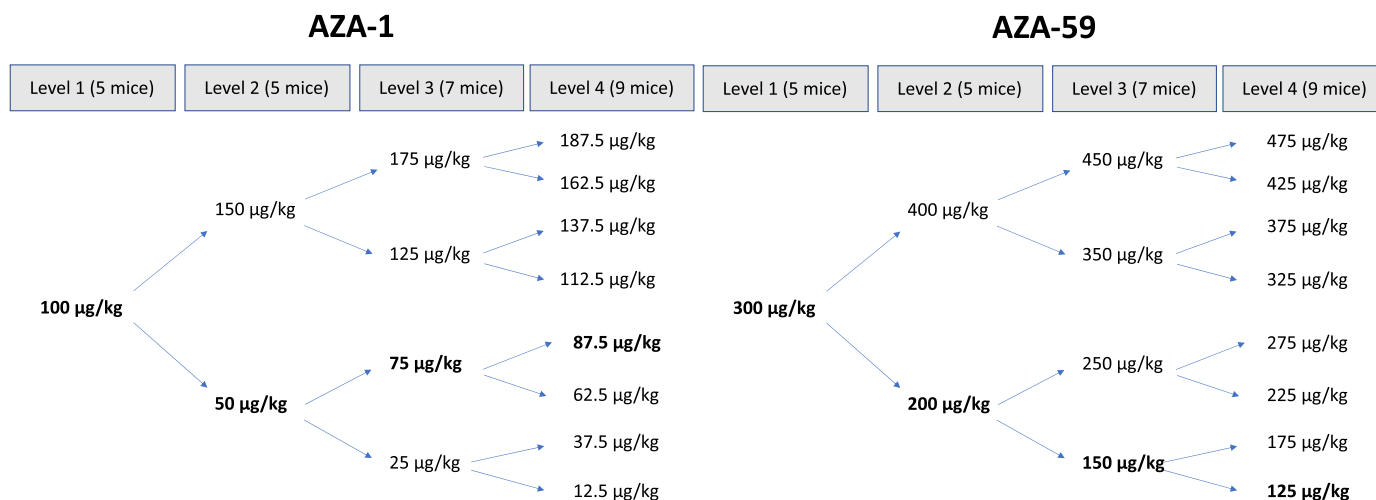 AZA-1
Level 1 (5 mice)
Level 2 (5 mice)
Level 3 (7 mice)
Level 4 (9 mice)
100 µg/kg
150 µg/kg
50 µg/kg
175 µg/kg
125 µg/kg
75 µg/kg
25 µg/kg
187.5 µg/kg
162.5 µg/kg
137.5 µg/kg
112.5 µg/kg
87.5 µg/kg
62.5 µg/kg
37.5 µg/kg
12.5 µg/kg
AZA-59
Level 1 (5 mice)
Level 2 (5 mice)
Level 3 (7 mice)
Level 4 (9 mice)
300 µg/kg
400 µg/kg
200 µg/kg
450 µg/kg
350 µg/kg
250 µg/kg
150 µg/kg
475 µg/kg
425 µg/kg
375 µg/kg
325 µg/kg
275 µg/kg
225 µg/kg
175 µg/kg
125 µg/kg